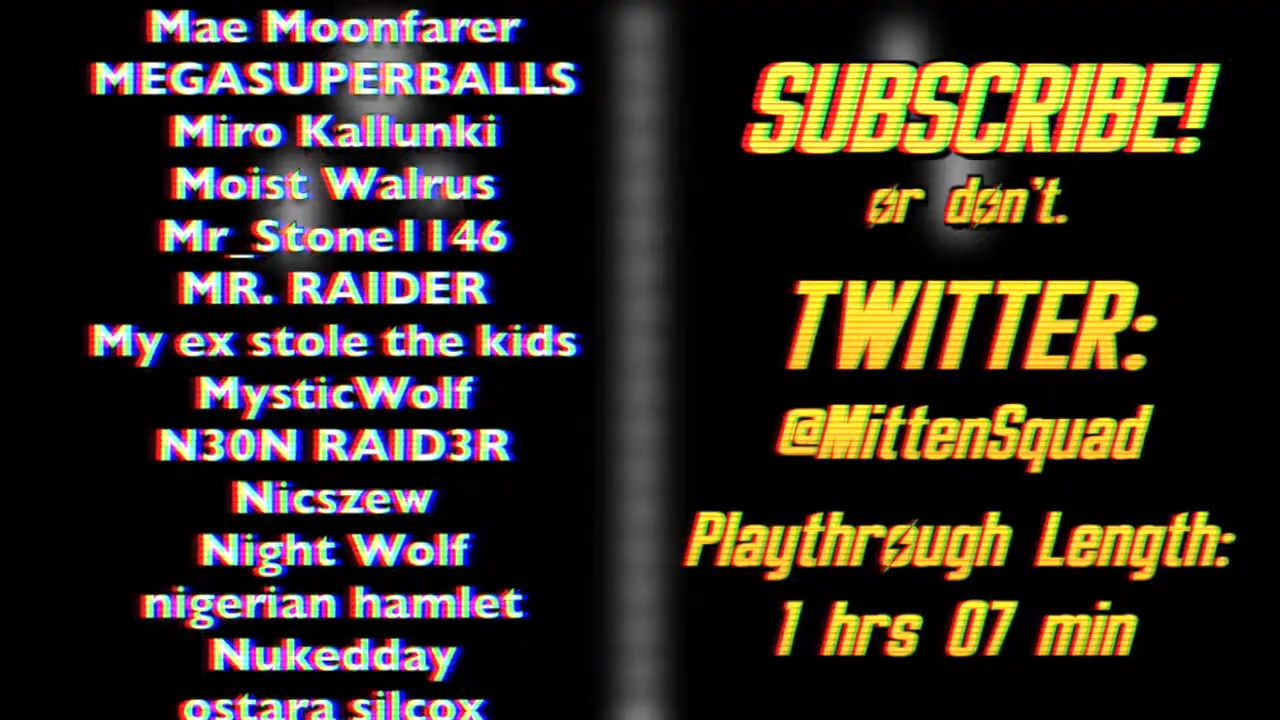 Mae Moonfarer
MEGASUPERBALLS
Miro Kallunki
Moist Walrus
Mr_Stone1146
MR. RAIDER
My ex stole the kids
MysticWolf
N30N RAID3R
Nicszew
Night Wolf
nigerian hamlet
Nukedday
ostara silcox
SUBSCRIBE!
or don't.
TWITTER:
@MittenSquad
Playthrough Length:
1 hrs 07 min